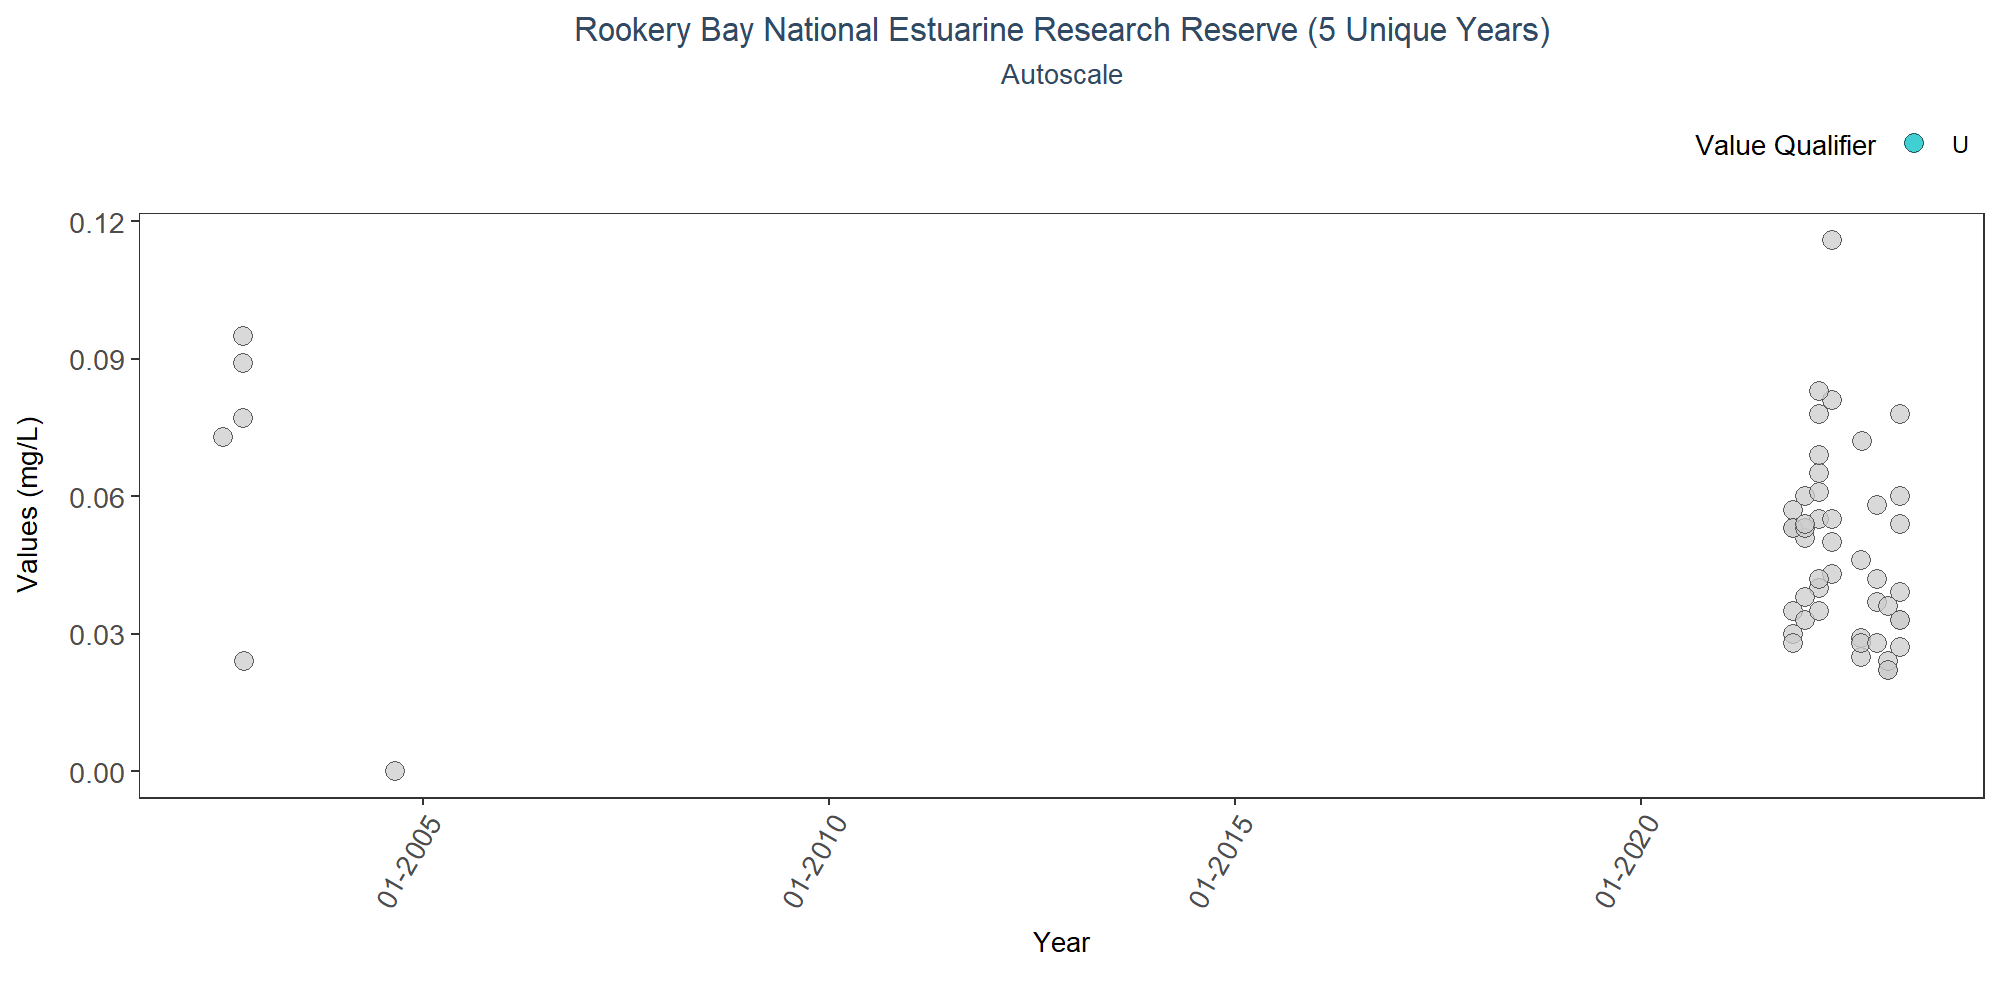 Rookery Bay National Estuarine Research Reserve (5 Unique Years)
Autoscale
Value Qualifier U
0.12
0.09
0.06
0.03
0.00
Values (mg/L)
01-2005
01-2010
01-2015
01-2020
Year